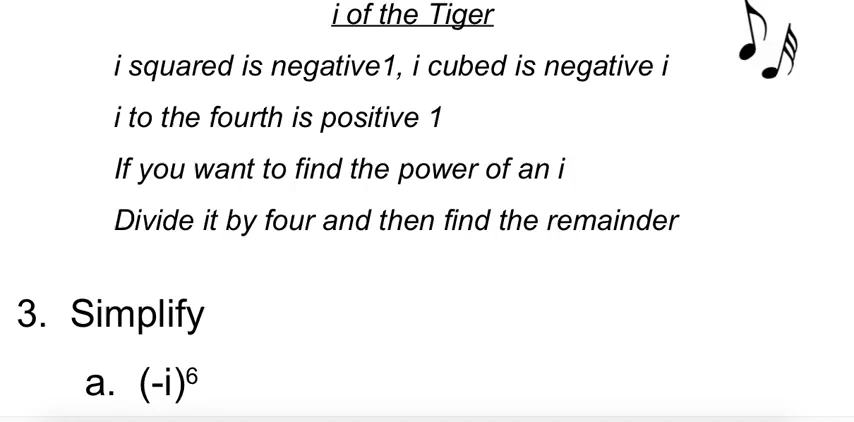 i of the Tiger
i squared is negative1, i cubed is negative i
i to the fourth is positive 1
If you want to find the power of an i
Divide it by four and then find the remainder
3. Simplify
a. (-i)⁶